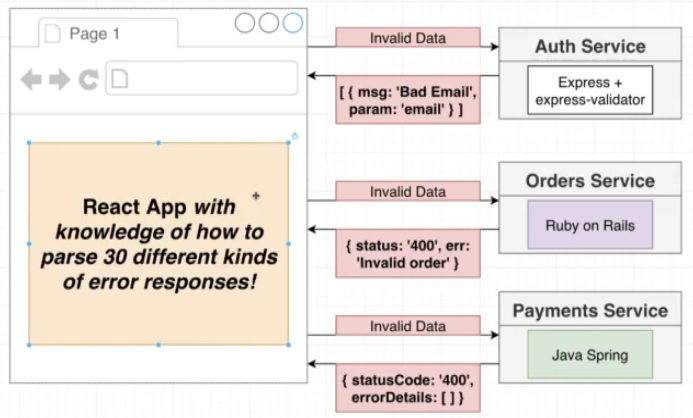 Page 1
React App with
knowledge of how to
parse 30 different kinds
of error responses!
Invalid Data
[ { msg: 'Bad Email',
param: 'email' } ]
Auth Service
Express +
express-validator
Invalid Data
{ status: '400', err:
'Invalid order' }
Orders Service
Ruby on Rails
Invalid Data
{ statusCode: '400',
errorDetails: [ ] }
Payments Service
Java Spring